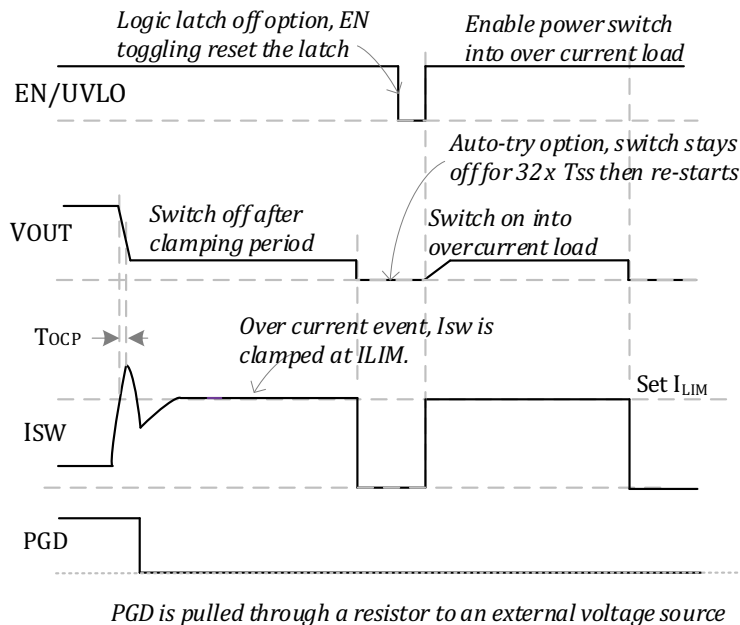 Logic latch off option, EN
toggling reset the latch
Enable power switch
into over current load
EN/UVLO
Auto-try option, switch stays
off for 32x Tss then re-starts
VOUT
Switch off after
clamping period
Switch on into
overcurrent load
TOCP
Over current event, Isw is
clamped at ILIM.
Set ILIM
ISW
PGD
PGD is pulled through a resistor to an external voltage source